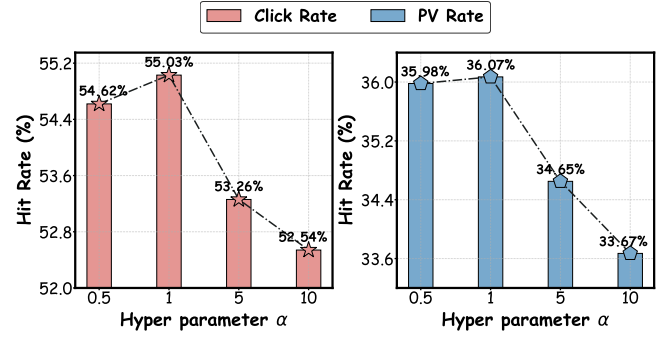 Click Rate PV Rate
55.2
54.4
53.6
52.8
52.0
Hit Rate (%)
54.62%
55.03%
53.26%
52.54%
0.5 1 5 10
Hyper parameter α
36.0
35.2
34.4
33.6
Hit Rate (%)
35.98%
36.07%
34.65%
33.67%
0.5 1 5 10
Hyper parameter α